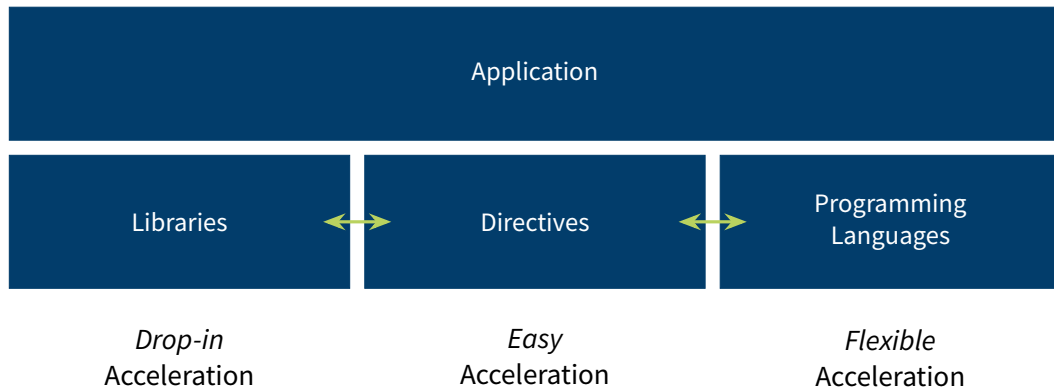 Application
Libraries
Directives
Programming
Languages
Drop-in
Acceleration
Easy
Acceleration
Flexible
Acceleration